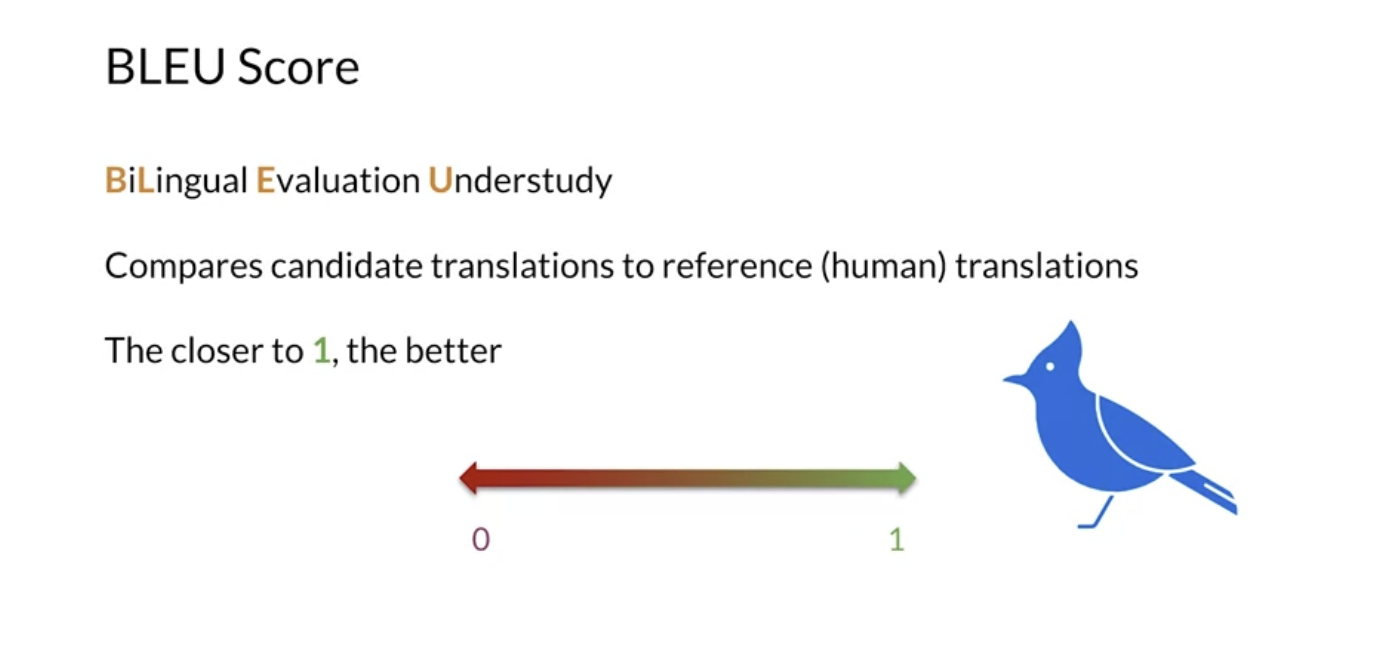 BLEU Score
BiLingual Evaluation Understudy
Compares candidate translations to reference (human) translations
The closer to 1, the better
0 1